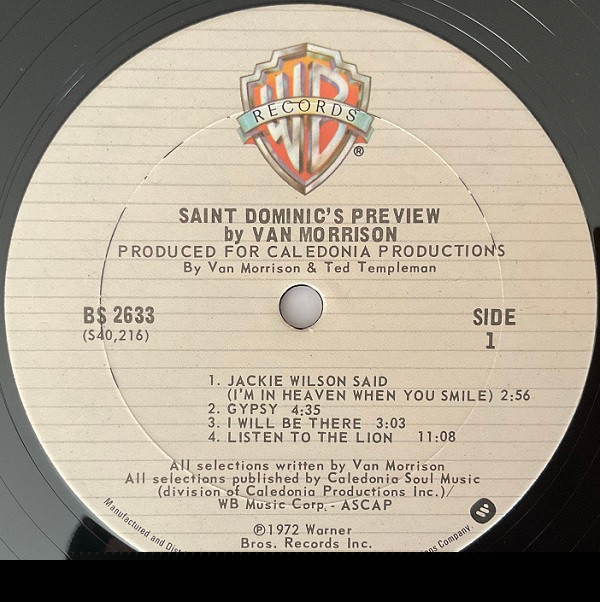 WB
RECORDS
®
SAINT DOMINIC'S PREVIEW
by VAN MORRISON
PRODUCED FOR CALEDONIA PRODUCTIONS
By Van Morrison & Ted Templeman
BS 2633
(S40,216)
SIDE
1
1. JACKIE WILSON SAID
(I'M IN HEAVEN WHEN YOU SMILE) 2:56
2. GYPSY 4:35
3. I WILL BE THERE 3:03
4. LISTEN TO THE LION 11:08
All selections written by Van Morrison
All selections published by Caledonia Soul Music
(division of Caledonia Productions Inc.)/
WB Music Corp. - ASCAP
℗1972 Warner
Bros. Records Inc.
Manufactured and
Company.